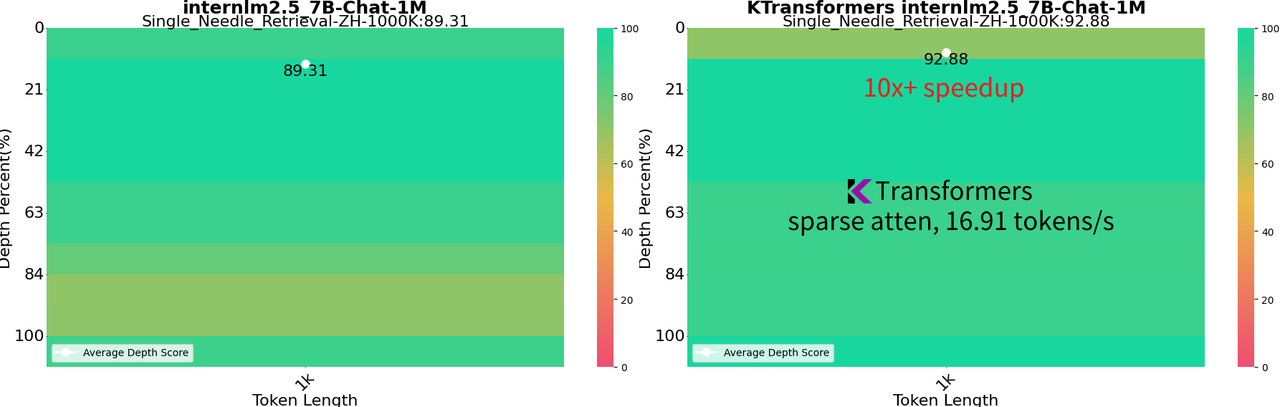 internlm2.5_7B-Chat-1M
Single_Needle_Retrieval-ZH-1000K:89.31
0
21
42
63
84
100
Depth Percent(%)
89.31
Average Depth Score
1k
Token Length
100
80
60
40
20
0
KTransformers internlm2.5_7B-Chat-1M
Single_Needle_Retrieval-ZH-1000K:92.88
0
21
42
63
84
100
Depth Percent(%)
92.88
10x+ speedup
KTransformers
sparse atten, 16.91 tokens/s
Average Depth Score
1k
Token Length
100
80
60
40
20
0